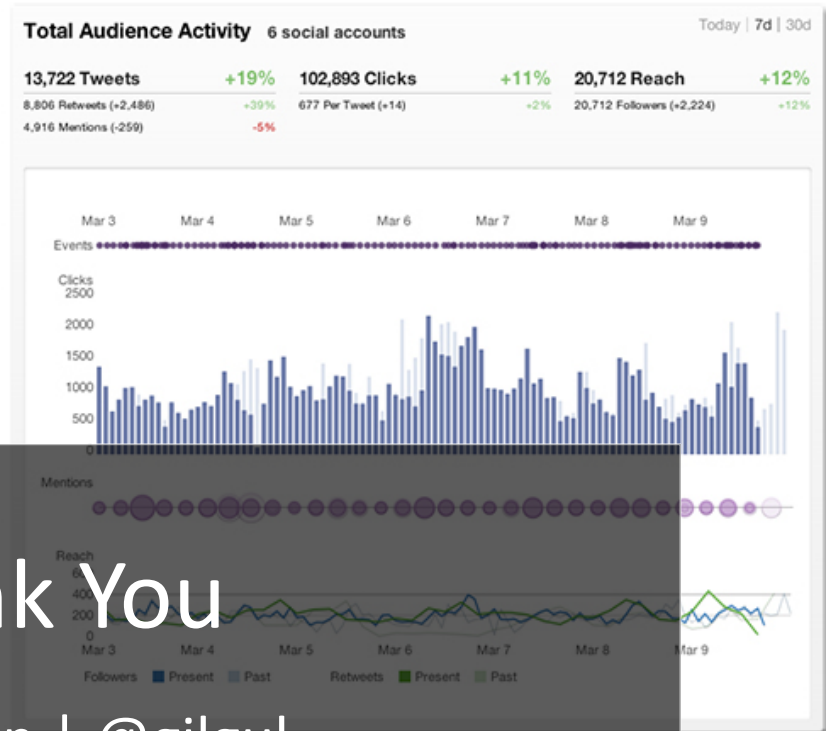 Total Audience Activity 6 social accounts
Today | 7d | 30d
13,722 Tweets +19%
8,806 Retweets (+2,486) +39%
4,916 Mentions (-259) -5%
102,893 Clicks +11%
677 Per Tweet (+14) +2%
20,712 Reach +12%
20,712 Followers (+2,224) +12%
Mar 3 Mar 4 Mar 5 Mar 6 Mar 7 Mar 8 Mar 9
Events
Clicks
2500
2000
1500
1000
500
0
Mentions
Reach
400
200
0
Mar 3 Mar 4 Mar 5 Mar 6 Mar 7 Mar 8 Mar 9
Followers Present Past Retweets Present Past
nk You
n | @gilgul